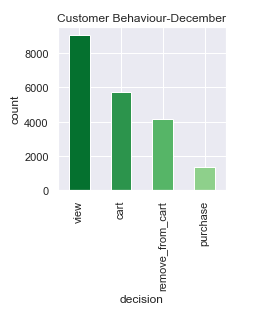 Customer Behaviour-December
count
8000
6000
4000
2000
0
view
cart
remove_from_cart
purchase
decision